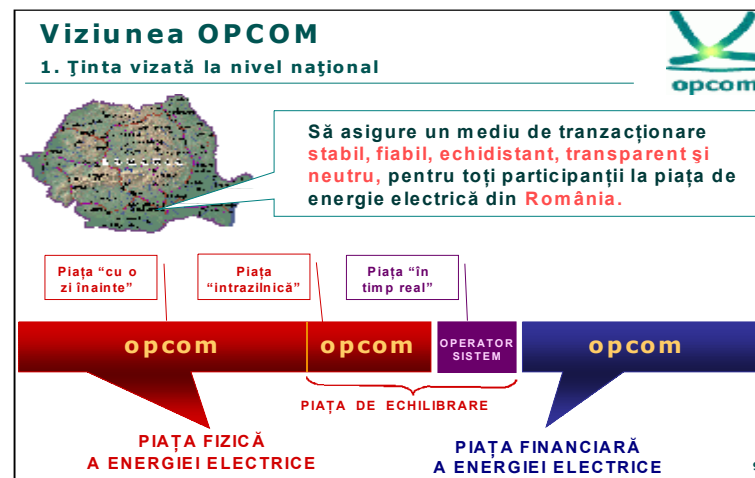 Viziunea OPCOM
1. Ţinta vizată la nivel naţional
opcom
Să asigure un mediu de tranzacţionare
stabil, fiabil, echidistant, transparent şi
neutru, pentru toţi participanţii la piaţa de
energie electrică din România.
Piaţa “cu o
zi înainte”
Piaţa
“intrazilnică”
Piaţa “în
timp real”
opcom
opcom
OPERATOR
SISTEM
opcom
PIAŢA DE ECHILIBRARE
PIAŢA FIZICĂ
A ENERGIEI ELECTRICE
PIAŢA FINANCIARĂ
A ENERGIEI ELECTRICE